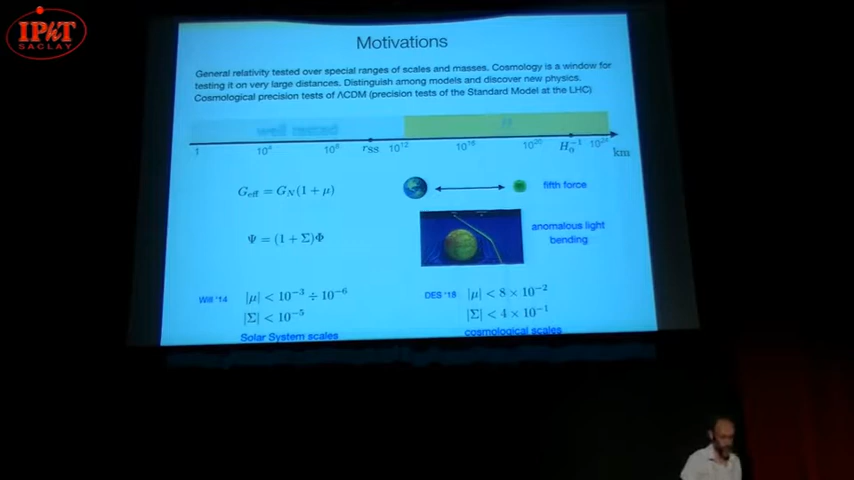 IPhT
SACLAY
Motivations
General relativity tested over special ranges of scales and masses. Cosmology is a window for
testing it on very large distances. Distinguish among models and discover new physics.
Cosmological precision tests of ΛCDM (precision tests of the Standard Model at the LHC)
well tested
1 10⁴ 10⁸ rSS 10¹² 10¹⁶ 10²⁰ H₀⁻¹ 10²⁴ km
G_eff = G_N(1 + μ)
fifth force
Ψ = (1 + Σ)Φ
anomalous light
bending
Will '14 |μ| < 10⁻³ ÷ 10⁻⁶
|Σ| < 10⁻⁵
Solar System scales
DES '18 |μ| < 8 × 10⁻²
|Σ| < 4 × 10⁻¹
cosmological scales